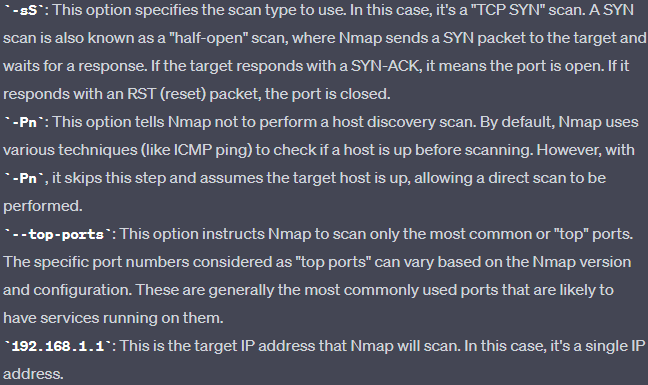 `-sS`: This option specifies the scan type to use. In this case, it's a "TCP SYN" scan. A SYN
scan is also known as a "half-open" scan, where Nmap sends a SYN packet to the target and
waits for a response. If the target responds with a SYN-ACK, it means the port is open. If it
responds with an RST (reset) packet, the port is closed.
`-Pn`: This option tells Nmap not to perform a host discovery scan. By default, Nmap uses
various techniques (like ICMP ping) to check if a host is up before scanning. However, with
`-Pn`, it skips this step and assumes the target host is up, allowing a direct scan to be
performed.
`--top-ports`: This option instructs Nmap to scan only the most common or "top" ports.
The specific port numbers considered as "top ports" can vary based on the Nmap version
and configuration. These are generally the most commonly used ports that are likely to
have services running on them.
`192.168.1.1`: This is the target IP address that Nmap will scan. In this case, it's a single IP
address.